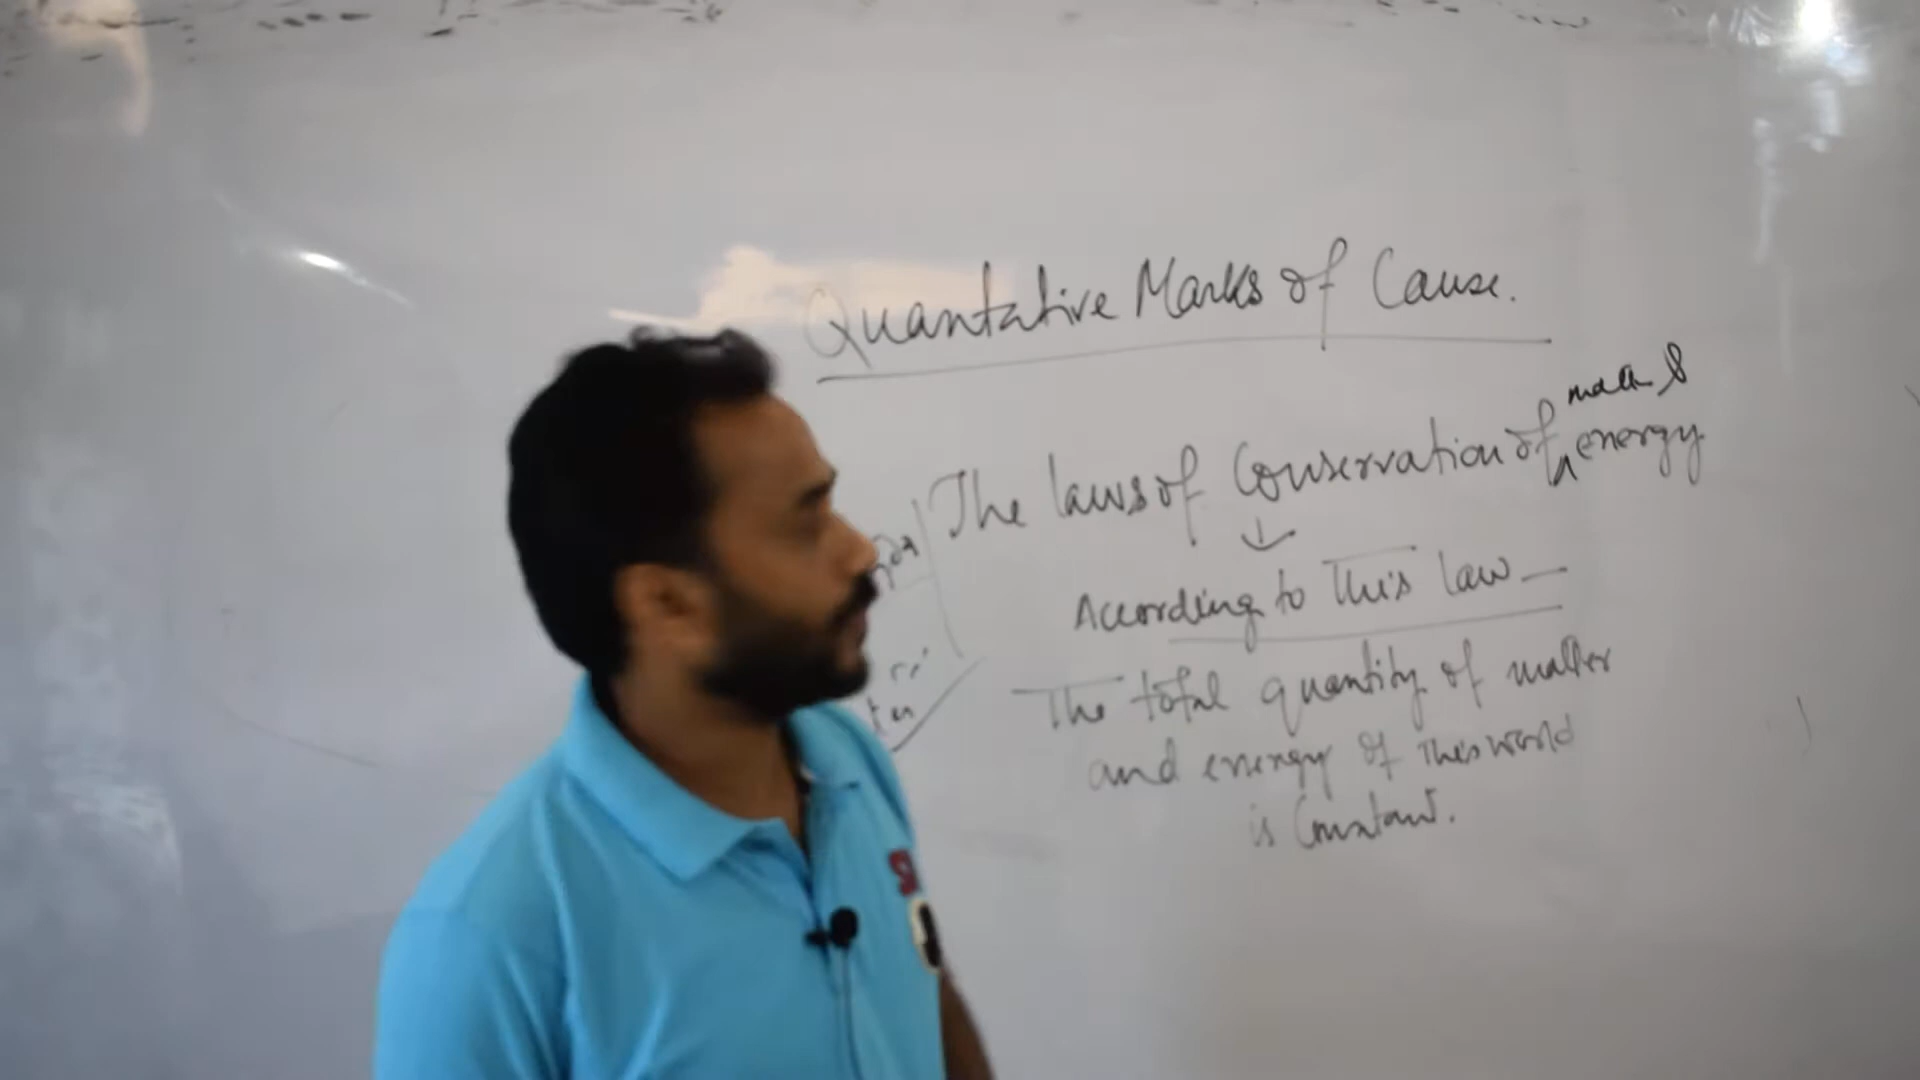 Quantative Marks of Cause.
The laws of Conservation of energy
According to This law —
The total quantity of matter
and energy of This world
is Constant.